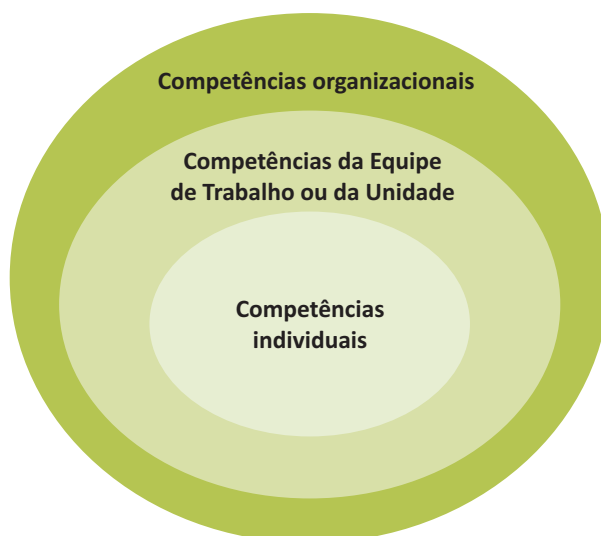 Competências organizacionais
Competências da Equipe
de Trabalho ou da Unidade
Competências
individuais